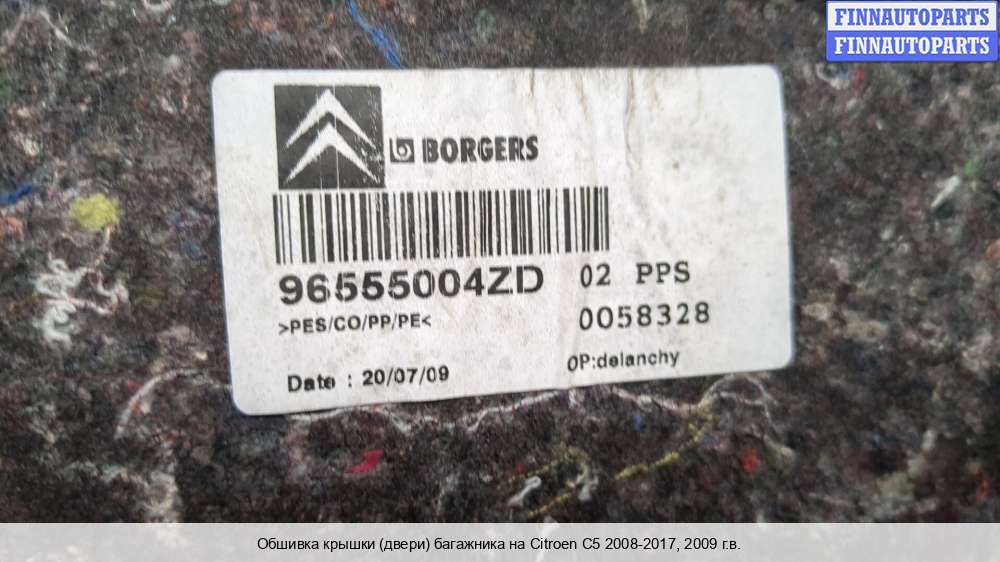 FINNAUTOPARTS
FINNAUTOPARTS
BORGERS
96555004ZD 02 PPS
>PES/CO/PP/PE< 0058328
Date : 20/07/09 OP:delanchy
Обшивка крышки (двери) багажника на Citroen C5 2008-2017, 2009 г.в.